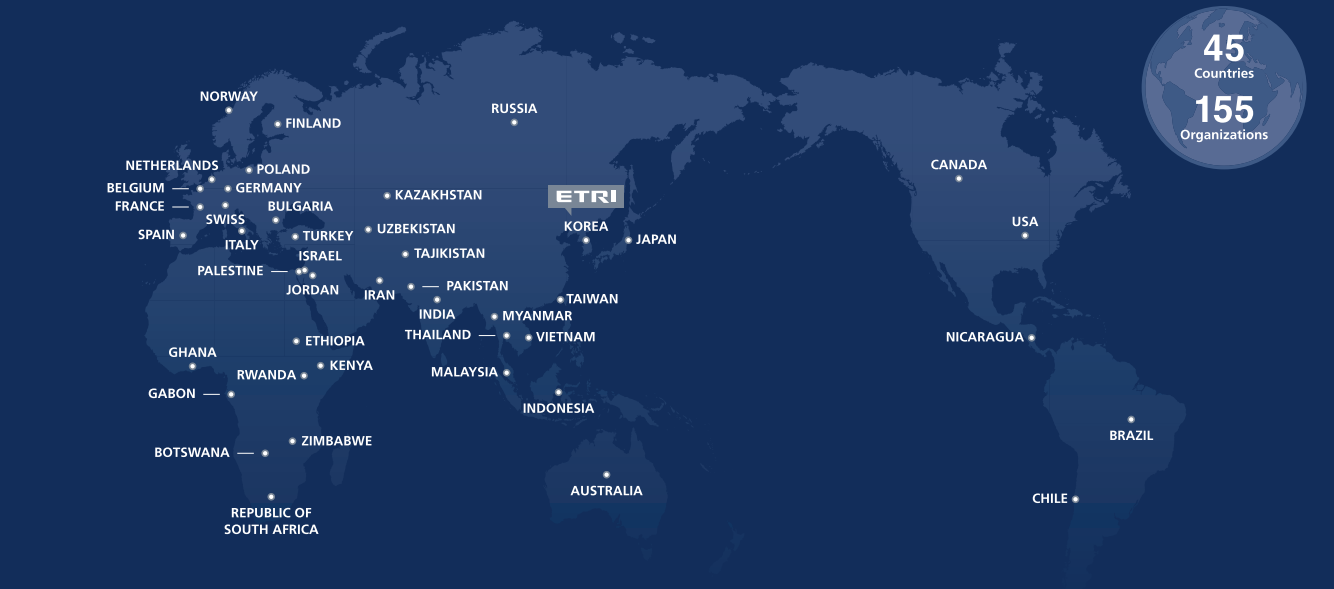 45
Countries
155
Organizations
NORWAY
FINLAND
RUSSIA
NETHERLANDS
POLAND
BELGIUM
GERMANY
FRANCE
SWISS
BULGARIA
SPAIN
ITALY
TURKEY
ISRAEL
PALESTINE
JORDAN
KAZAKHSTAN
UZBEKISTAN
TAJIKISTAN
IRAN
PAKISTAN
INDIA
ETRI
KOREA
JAPAN
TAIWAN
MYANMAR
THAILAND
VIETNAM
MALAYSIA
INDONESIA
ETHIOPIA
GHANA
KENYA
RWANDA
GABON
ZIMBABWE
BOTSWANA
REPUBLIC OF
SOUTH AFRICA
AUSTRALIA
CANADA
USA
NICARAGUA
BRAZIL
CHILE